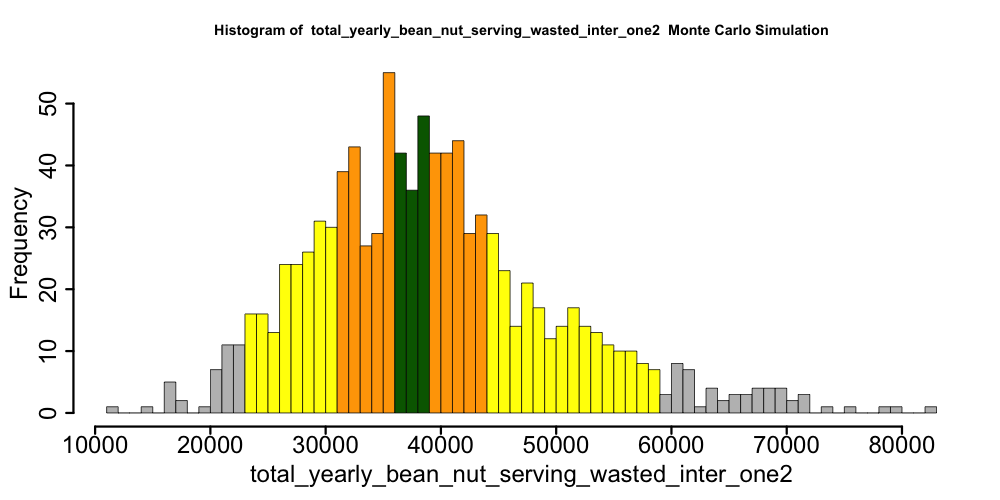 Histogram of  total_yearly_bean_nut_serving_wasted_inter_one2  Monte Carlo Simulation
50
40
30
20
10
0
Frequency
10000 20000 30000 40000 50000 60000 70000 80000
total_yearly_bean_nut_serving_wasted_inter_one2